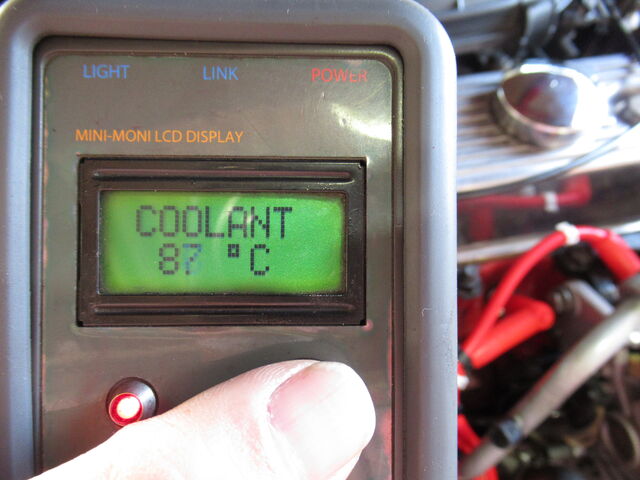 LIGHT LINK POWER
MINI-MONI LCD DISPLAY
COOLANT
87 °C